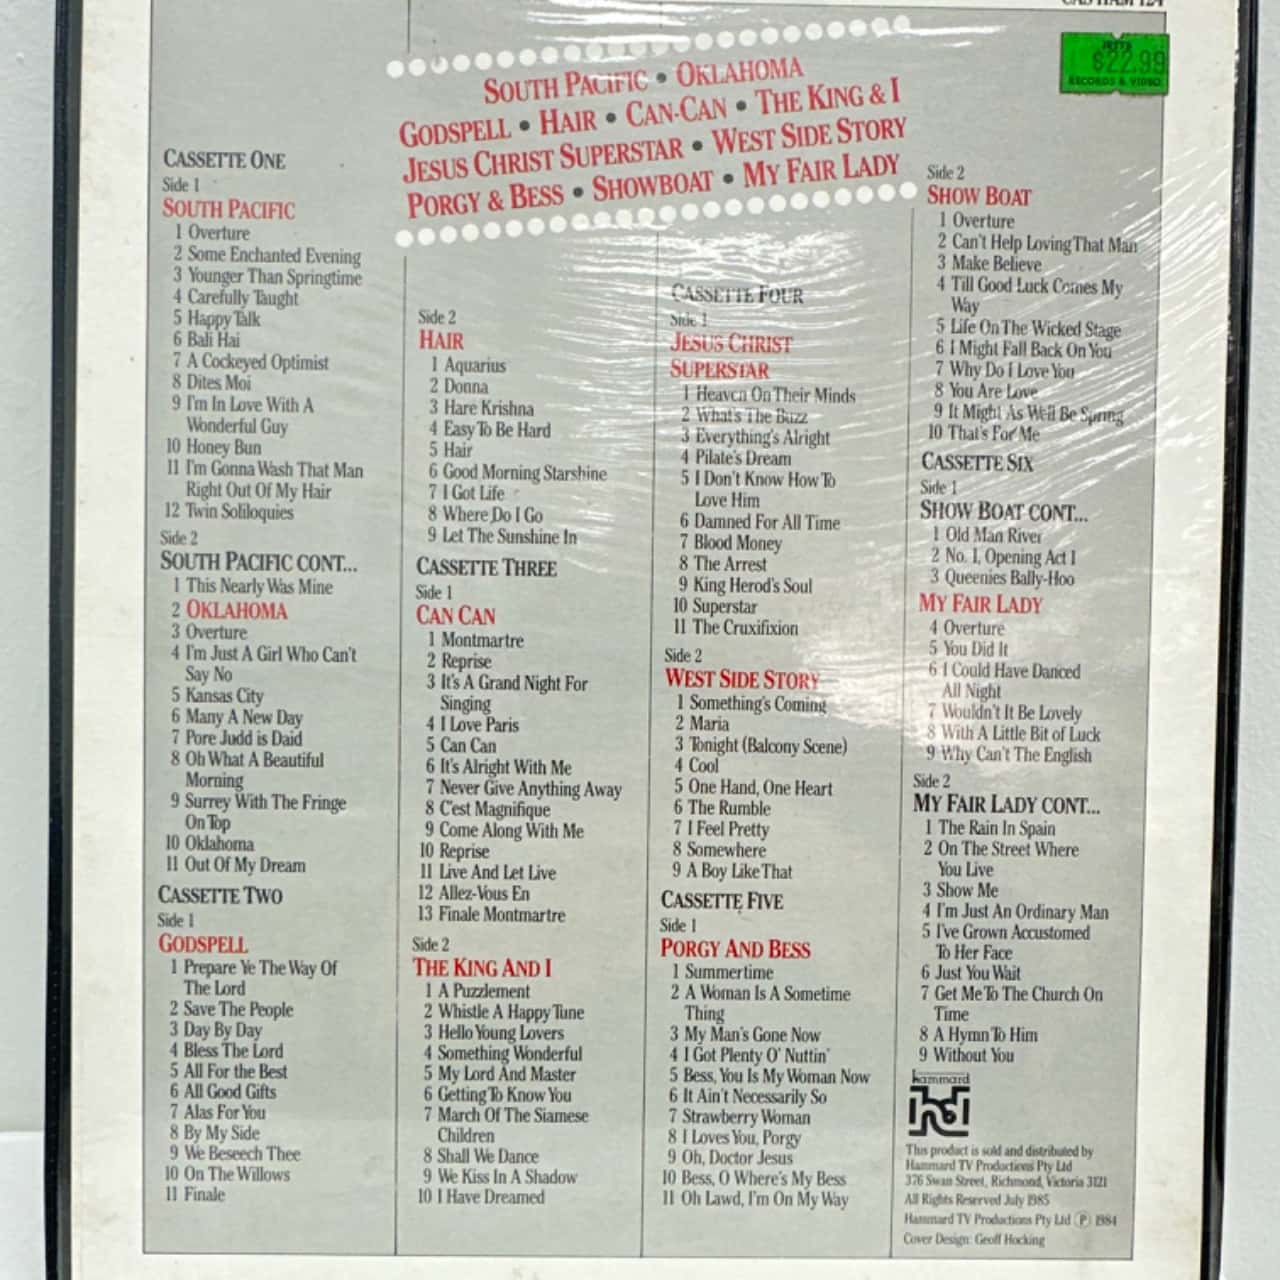 JETTS
$22.99
RECORDS & VIDEO
SOUTH PACIFIC • OKLAHOMA
GODSPELL • HAIR • CAN-CAN • THE KING & I
JESUS CHRIST SUPERSTAR • WEST SIDE STORY
PORGY & BESS • SHOWBOAT • MY FAIR LADY
CASSETTE ONE
Side 1
SOUTH PACIFIC
1 Overture
2 Some Enchanted Evening
3 Younger Than Springtime
4 Carefully Taught
5 Happy Talk
6 Bali Hai
7 A Cockeyed Optimist
8 Dites Moi
9 I'm In Love With A
Wonderful Guy
10 Honey Bun
11 I'm Gonna Wash That Man
Right Out Of My Hair
12 Twin Soliloquies
Side 2
SOUTH PACIFIC CONT...
1 This Nearly Was Mine
2 OKLAHOMA
3 Overture
4 I'm Just A Girl Who Can't
Say No
5 Kansas City
6 Many A New Day
7 Pore Judd is Daid
8 Oh What A Beautiful
Morning
9 Surrey With The Fringe
On Top
10 Oklahoma
11 Out Of My Dream
CASSETTE TWO
Side 1
GODSPELL
1 Prepare Ye The Way Of
The Lord
2 Save The People
3 Day By Day
4 Bless The Lord
5 All For the Best
6 All Good Gifts
7 Alas For You
8 By My Side
9 We Beseech Thee
10 On The Willows
11 Finale
Side 2
HAIR
1 Aquarius
2 Donna
3 Hare Krishna
4 Easy To Be Hard
5 Hair
6 Good Morning Starshine
7 I Got Life
8 Where Do I Go
9 Let The Sunshine In
CASSETTE THREE
Side 1
CAN CAN
1 Montmartre
2 Reprise
3 It's A Grand Night For
Singing
4 I Love Paris
5 Can Can
6 It's Alright With Me
7 Never Give Anything Away
8 C'est Magnifique
9 Come Along With Me
10 Reprise
11 Live And Let Live
12 Allez-Vous En
13 Finale Montmartre
Side 2
THE KING AND I
1 A Puzzlement
2 Whistle A Happy Tune
3 Hello Young Lovers
4 Something Wonderful
5 My Lord And Master
6 Getting To Know You
7 March Of The Siamese
Children
8 Shall We Dance
9 We Kiss In A Shadow
10 I Have Dreamed
CASSETTE FOUR
Side 1
JESUS CHRIST
SUPERSTAR
1 Heaven On Their Minds
2 What's The Buzz
3 Everything's Alright
4 Pilate's Dream
5 I Don't Know How To
Love Him
6 Damned For All Time
7 Blood Money
8 The Arrest
9 King Herod's Soul
10 Superstar
11 The Cruxifixion
Side 2
WEST SIDE STORY
1 Something's Coming
2 Maria
3 Tonight (Balcony Scene)
4 Cool
5 One Hand, One Heart
6 The Rumble
7 I Feel Pretty
8 Somewhere
9 A Boy Like That
CASSETTE FIVE
Side 1
PORGY AND BESS
1 Summertime
2 A Woman Is A Sometime
Thing
3 My Man's Gone Now
4 I Got Plenty O' Nuttin'
5 Bess, You Is My Woman Now
6 It Ain't Necessarily So
7 Strawberry Woman
8 I Loves You, Porgy
9 Oh, Doctor Jesus
10 Bess, O Where's My Bess
11 Oh Lawd, I'm On My Way
Side 2
SHOW BOAT
1 Overture
2 Can't Help Loving That Man
3 Make Believe
4 Till Good Luck Comes My
Way
5 Life On The Wicked Stage
6 I Might Fall Back On You
7 Why Do I Love You
8 You Are Love
9 It Might As Well Be Spring
10 That's For Me
CASSETTE SIX
Side 1
SHOW BOAT CONT...
1 Old Man River
2 No. 1, Opening Act 1
3 Queenies Bally-Hoo
MY FAIR LADY
4 Overture
5 You Did It
6 I Could Have Danced
All Night
7 Wouldn't It Be Lovely
8 With A Little Bit of Luck
9 Why Can't The English
Side 2
MY FAIR LADY CONT...
1 The Rain In Spain
2 On The Street Where
You Live
3 Show Me
4 I'm Just An Ordinary Man
5 I've Grown Accustomed
To Her Face
6 Just You Wait
7 Get Me To The Church On
Time
8 A Hymn To Him
9 Without You
hammard
This product is sold and distributed by
Hammard TV Productions Pty Ltd
376 Swan Street, Richmond, Victoria 3121
All Rights Reserved July 1985
Hammard TV Productions Pty Ltd Ⓟ 1984
Cover Design: Geoff Hocking